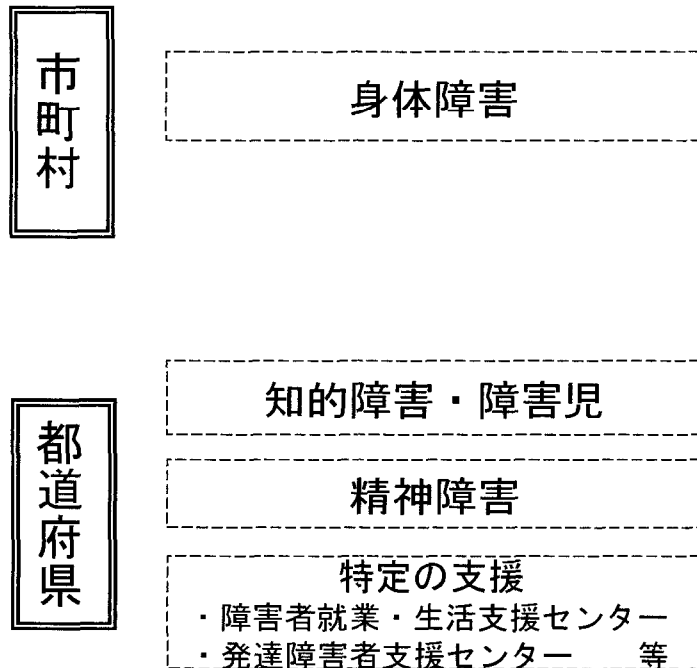 市町村
身体障害
都道府県
知的障害・障害児
精神障害
特定の支援
・障害者就業・生活支援センター
・発達障害者支援センター　　等